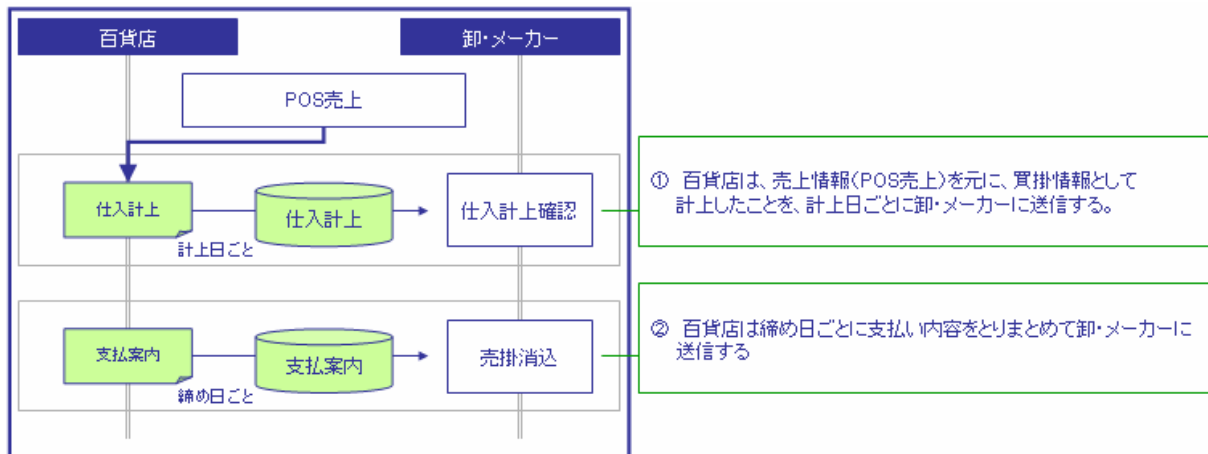 百貨店
卸・メーカー
POS売上
仕入計上
仕入計上
仕入計上確認
計上日ごと
① 百貨店は、売上情報(POS売上)を元に、買掛情報として
計上したことを、計上日ごとに卸・メーカーに送信する。
支払案内
支払案内
売掛消込
締め日ごと
② 百貨店は締め日ごとに支払い内容をとりまとめて卸・メーカーに
送信する